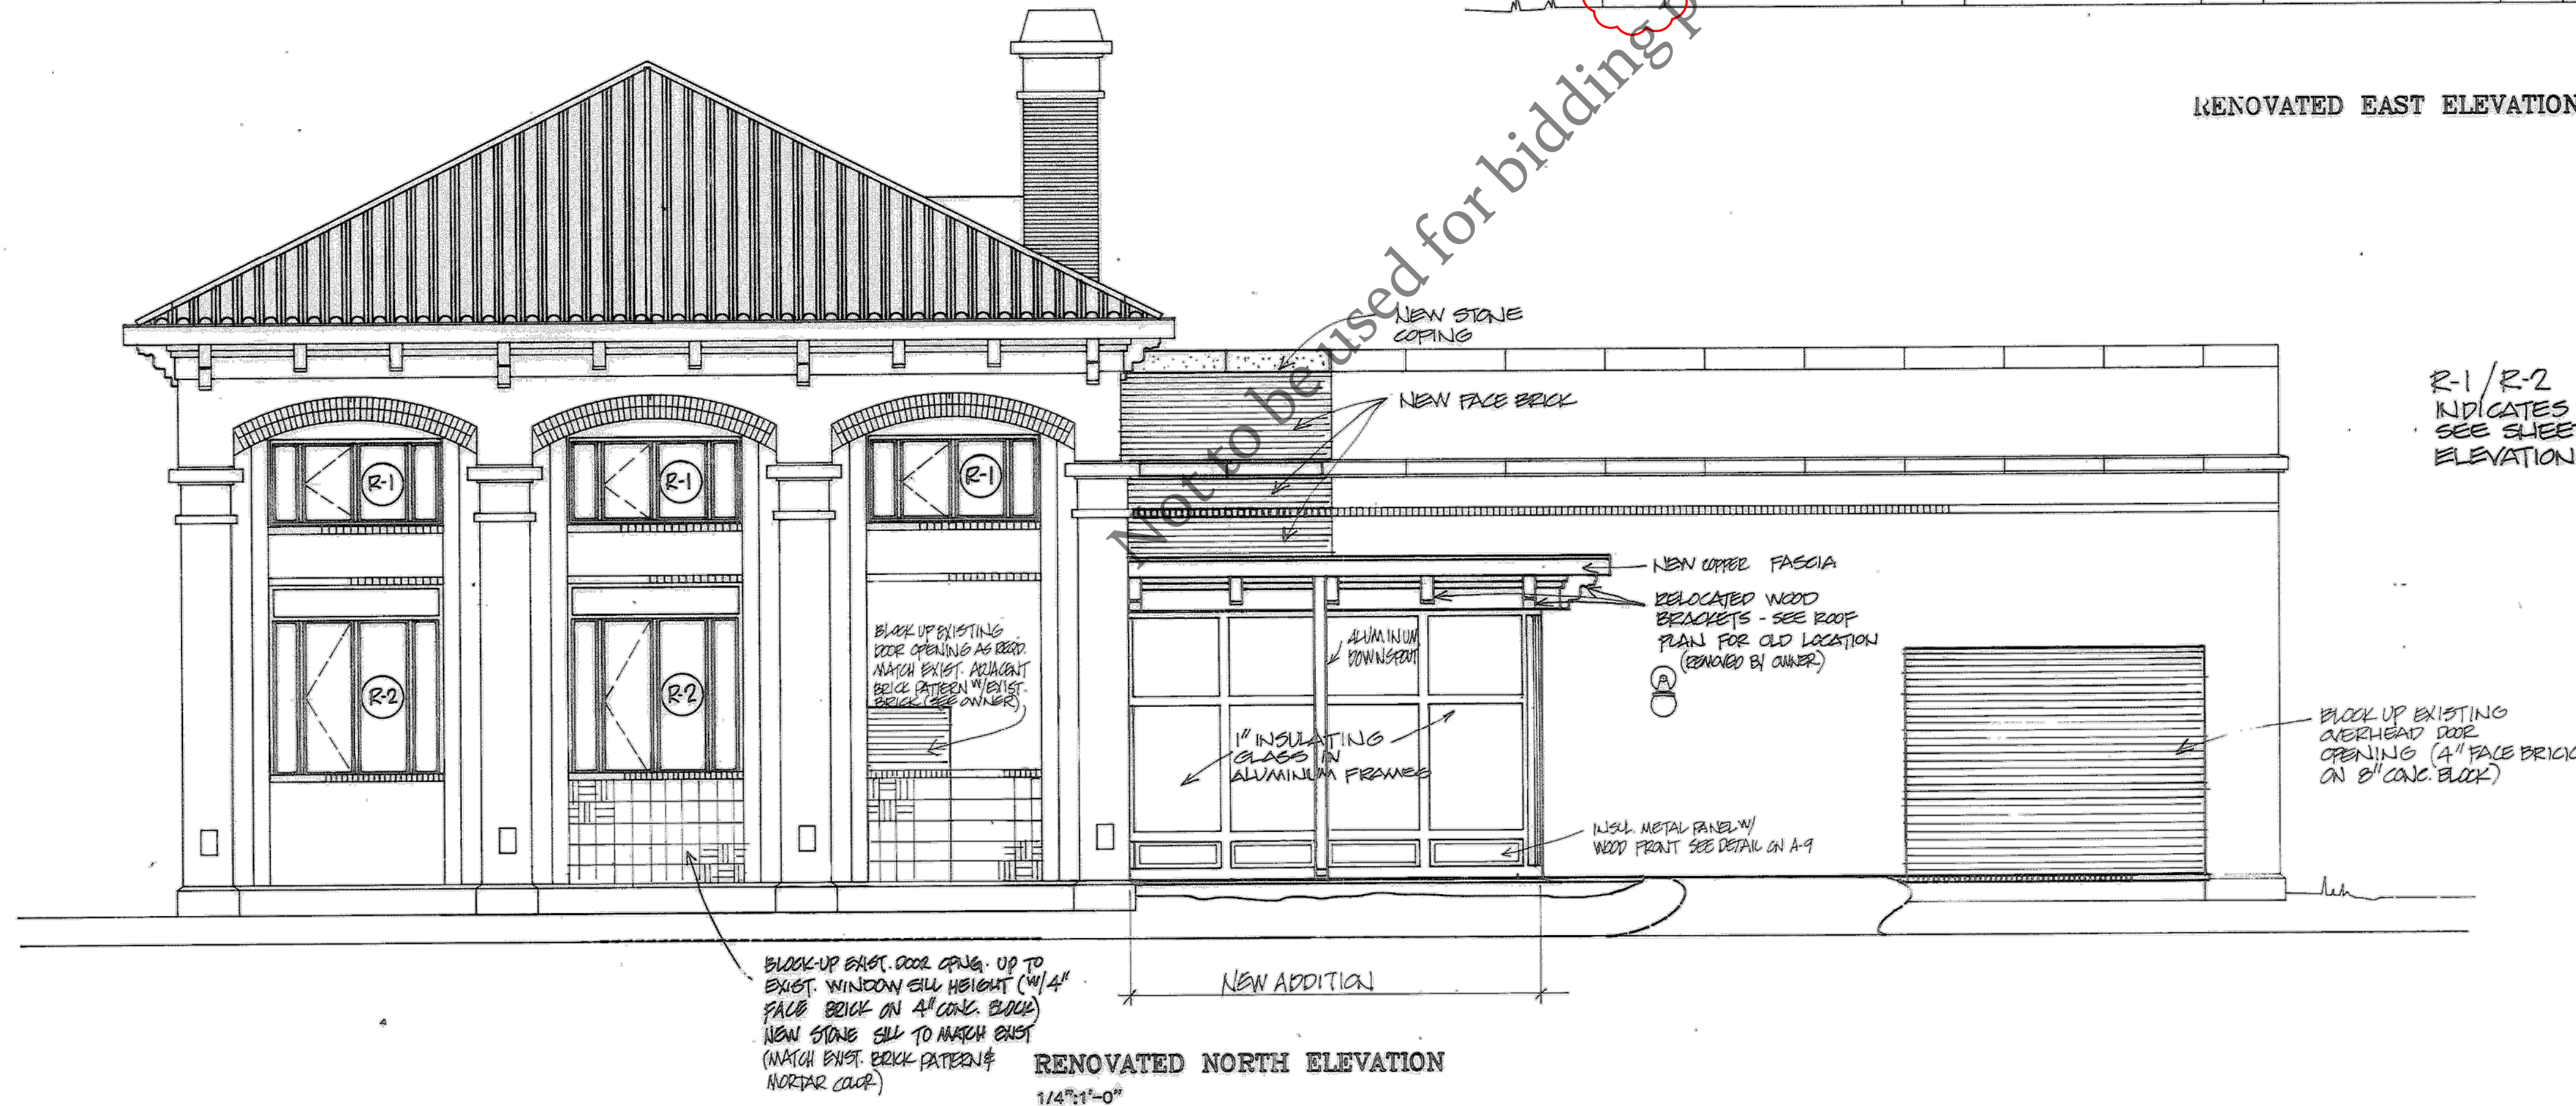 Not to be used for bidding p
RENOVATED EAST ELEVATION
NEW STONE
COPING
NEW FACE BRICK
R-1/R-2
INDICATES
SEE SHEET
ELEVATION
R-1
R-1
R-1
NEW COPPER FASCIA
RELOCATED WOOD
BRACKETS - SEE ROOF
PLAN FOR OLD LOCATION
(REMOVED BY OWNER)
BLOCK UP EXISTING
DOOR OPENING AS REQD.
MATCH EXIST. ADJACENT
BRICK PATTERN W/EXIST.
BRICK (SEE OWNER)
ALUMINUM
DOWNSPOUT
R-2
R-2
1" INSULATING
GLASS IN
ALUMINUM FRAMES
BLOCK UP EXISTING
OVERHEAD DOOR
OPENING (4" FACE BRICK
ON 8" CONC. BLOCK)
INSUL. METAL PANEL W/
WOOD FRONT SEE DETAIL ON A-9
BLOCK-UP EXIST. DOOR OPNG. UP TO
EXIST. WINDOW SILL HEIGHT (W/4"
FACE BRICK ON 4" CONC. BLOCK)
NEW STONE SILL TO MATCH EXIST
(MATCH EXIST. BRICK PATTERN &
MORTAR COLOR)
NEW ADDITION
RENOVATED NORTH ELEVATION
1/4":1'-0"